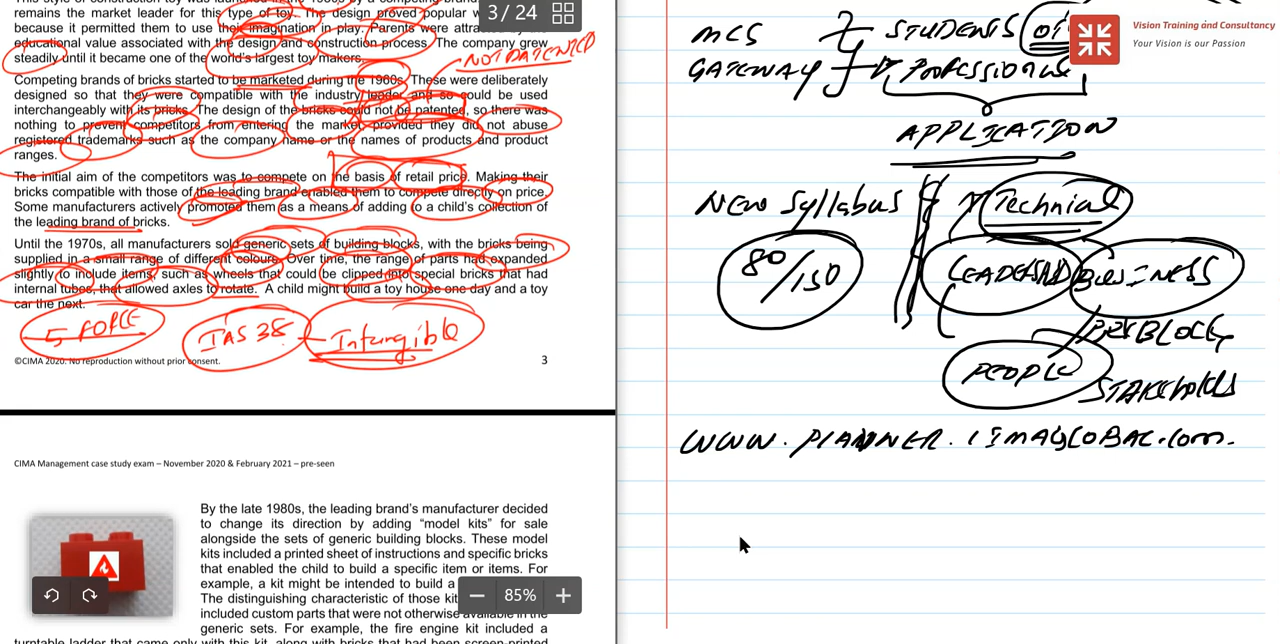 remains the market leader for this type of toy. The design proved popular w
because it permitted them to use their imagination in play. Parents were attra
educational value associated with the design and construction process. The company grew
steadily until it became one of the world's largest toy makers.
NOT PATENTED
Competing brands of bricks started to be marketed during the 1960s. These were deliberately
designed so that they were compatible with the industry leader and so could be used
interchangeably with its bricks. The design of the bricks could not be patented, so there was
nothing to prevent competitors from entering the market provided they did not abuse
registered trademarks such as the company name or the names of products and product
ranges.
The initial aim of the competitors was to compete on the basis of retail price. Making their
bricks compatible with those of the leading brand enabled them to compete directly on price.
Some manufacturers actively promoted them as a means of adding to a child's collection of
the leading brand of bricks.
Until the 1970s, all manufacturers sold generic sets of building blocks, with the bricks being
supplied in a small range of different colours. Over time, the range of parts had expanded
slightly to include items, such as wheels that could be clipped into special bricks that had
internal tubes, that allowed axles to rotate. A child might build a toy house one day and a toy
car the next.
5 FORCE
IAS 38 Intangible
©CIMA 2020. No reproduction without prior consent.
3
CIMA Management case study exam – November 2020 & February 2021 – pre-seen
By the late 1980s, the leading brand's manufacturer decided
to change its direction by adding “model kits” for sale
alongside the sets of generic building blocks. These model
kits included a printed sheet of instructions and specific bricks
that enabled the child to build a specific item or items. For
example, a kit might be intended to build a
The distinguishing characteristic of those kit
included custom parts that were not otherwise available in the
generic sets. For example, the fire engine kit included a
turntable ladder that came only with this kit, along with bricks that had been screen-printed
3 / 24
85%
MCS STUDENTS
GATEWAY PROFESSIONALS
APPLICATION
New Syllabus Technical
80/150 LEADERSHIP BUSINESS
PEOPLE
STAKEHOLDS
WWW.PLANNER.CIMAGLOBAL.com.
Vision Training and Consultancy
Your Vision is our Passion